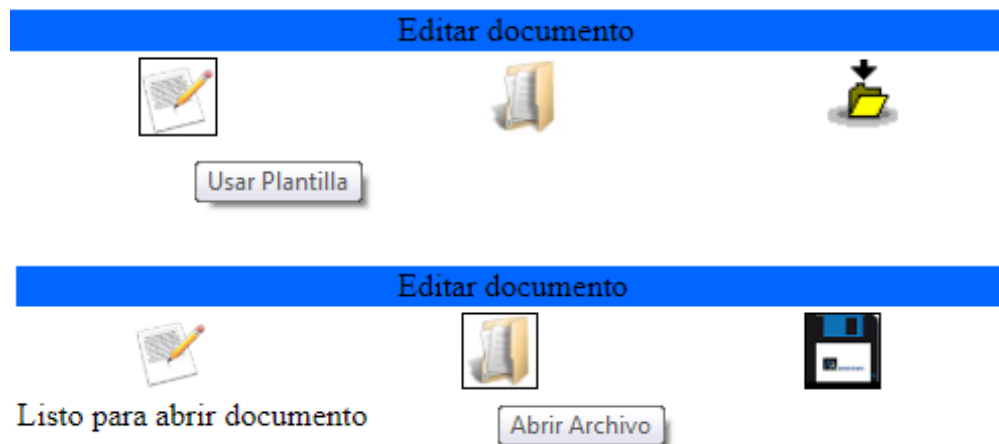 Editar documento
Usar Plantilla
Editar documento
Listo para abrir documento
Abrir Archivo